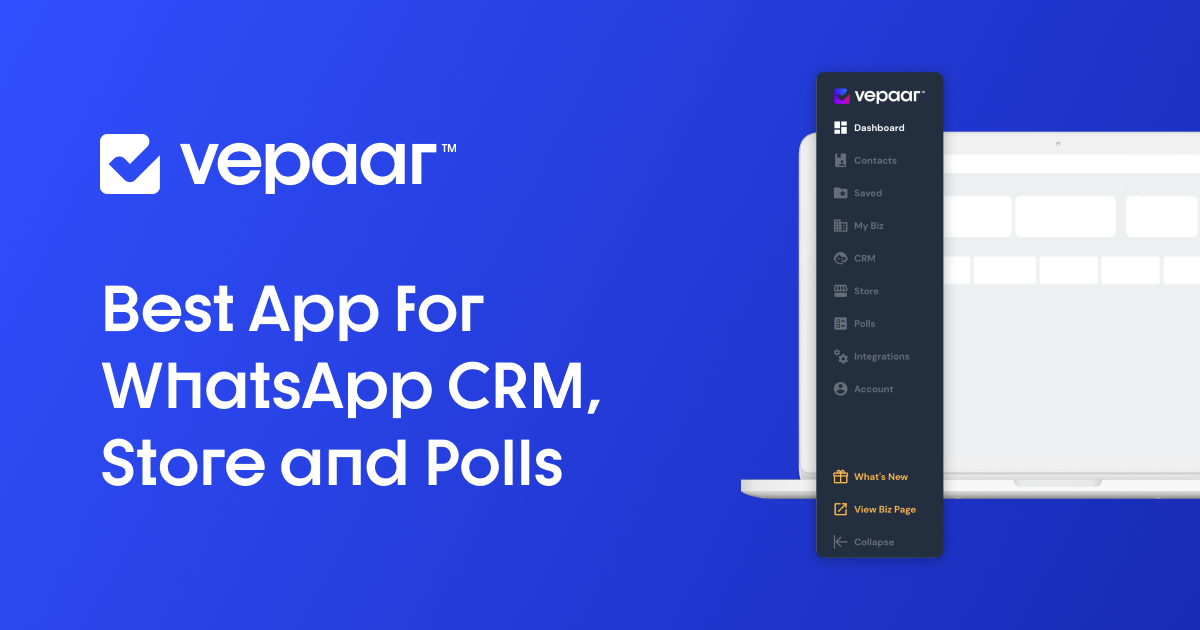 vepaar™
Best App for
WhatsApp CRM,
Store and Polls
vepaar™
Dashboard
Contacts
Saved
My Biz
CRM
Store
Polls
Integrations
Account
What's New
View Biz Page
Collapse